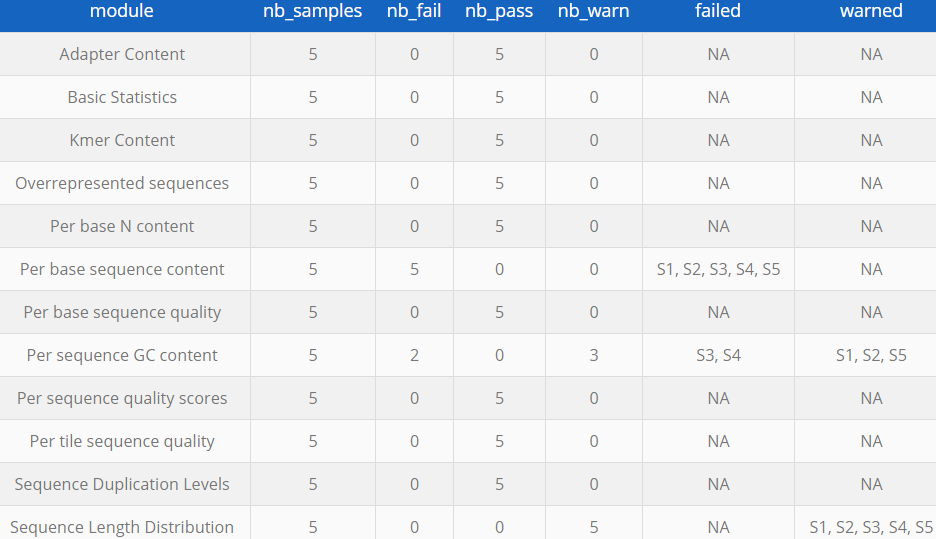 module nb_samples nb_fail nb_pass nb_warn failed warned
Adapter Content 5 0 5 0 NA NA
Basic Statistics 5 0 5 0 NA NA
Kmer Content 5 0 5 0 NA NA
Overrepresented sequences 5 0 5 0 NA NA
Per base N content 5 0 5 0 NA NA
Per base sequence content 5 5 0 0 S1, S2, S3, S4, S5 NA
Per base sequence quality 5 0 5 0 NA NA
Per sequence GC content 5 2 0 3 S3, S4 S1, S2, S5
Per sequence quality scores 5 0 5 0 NA NA
Per tile sequence quality 5 0 5 0 NA NA
Sequence Duplication Levels 5 0 5 0 NA NA
Sequence Length Distribution 5 0 0 5 NA S1, S2, S3, S4, S5